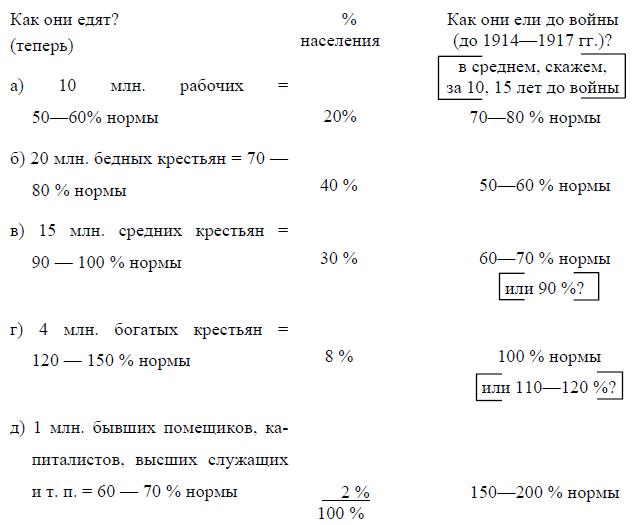 Как они едят? % Как они ели до войны
(теперь) населения (до 1914—1917 гг.)?
в среднем, скажем,
а) 10 млн. рабочих = за 10, 15 лет до войны
50—60% нормы 20% 70—80 % нормы
б) 20 млн. бедных крестьян = 70 —
80 % нормы 40 % 50—60 % нормы
в) 15 млн. средних крестьян =
90 — 100 % нормы 30 % 60—70 % нормы
или 90 %?
г) 4 млн. богатых крестьян =
120 — 150 % нормы 8 % 100 % нормы
или 110—120 %?
д) 1 млн. бывших помещиков, ка-
питалистов, высших служащих
и т. п. = 60 — 70 % нормы 2 % 150—200 % нормы
100 %